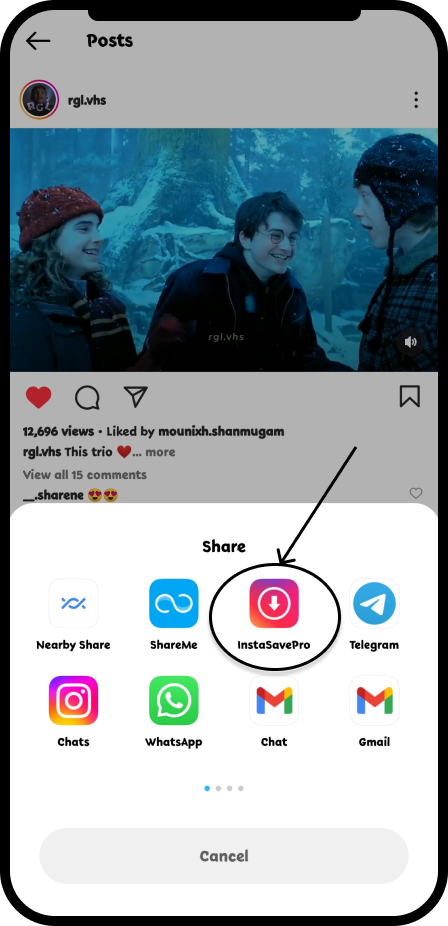 Posts
RGL
rgl.vhs
rgl.vhs
12,696 views • Liked by mounixh.shanmugam
rgl.vhs This trio ❤️... more
View all 15 comments
__.sharene 😍😍
Share
Nearby Share ShareMe InstaSavePro Telegram
Chats WhatsApp Chat Gmail
Cancel